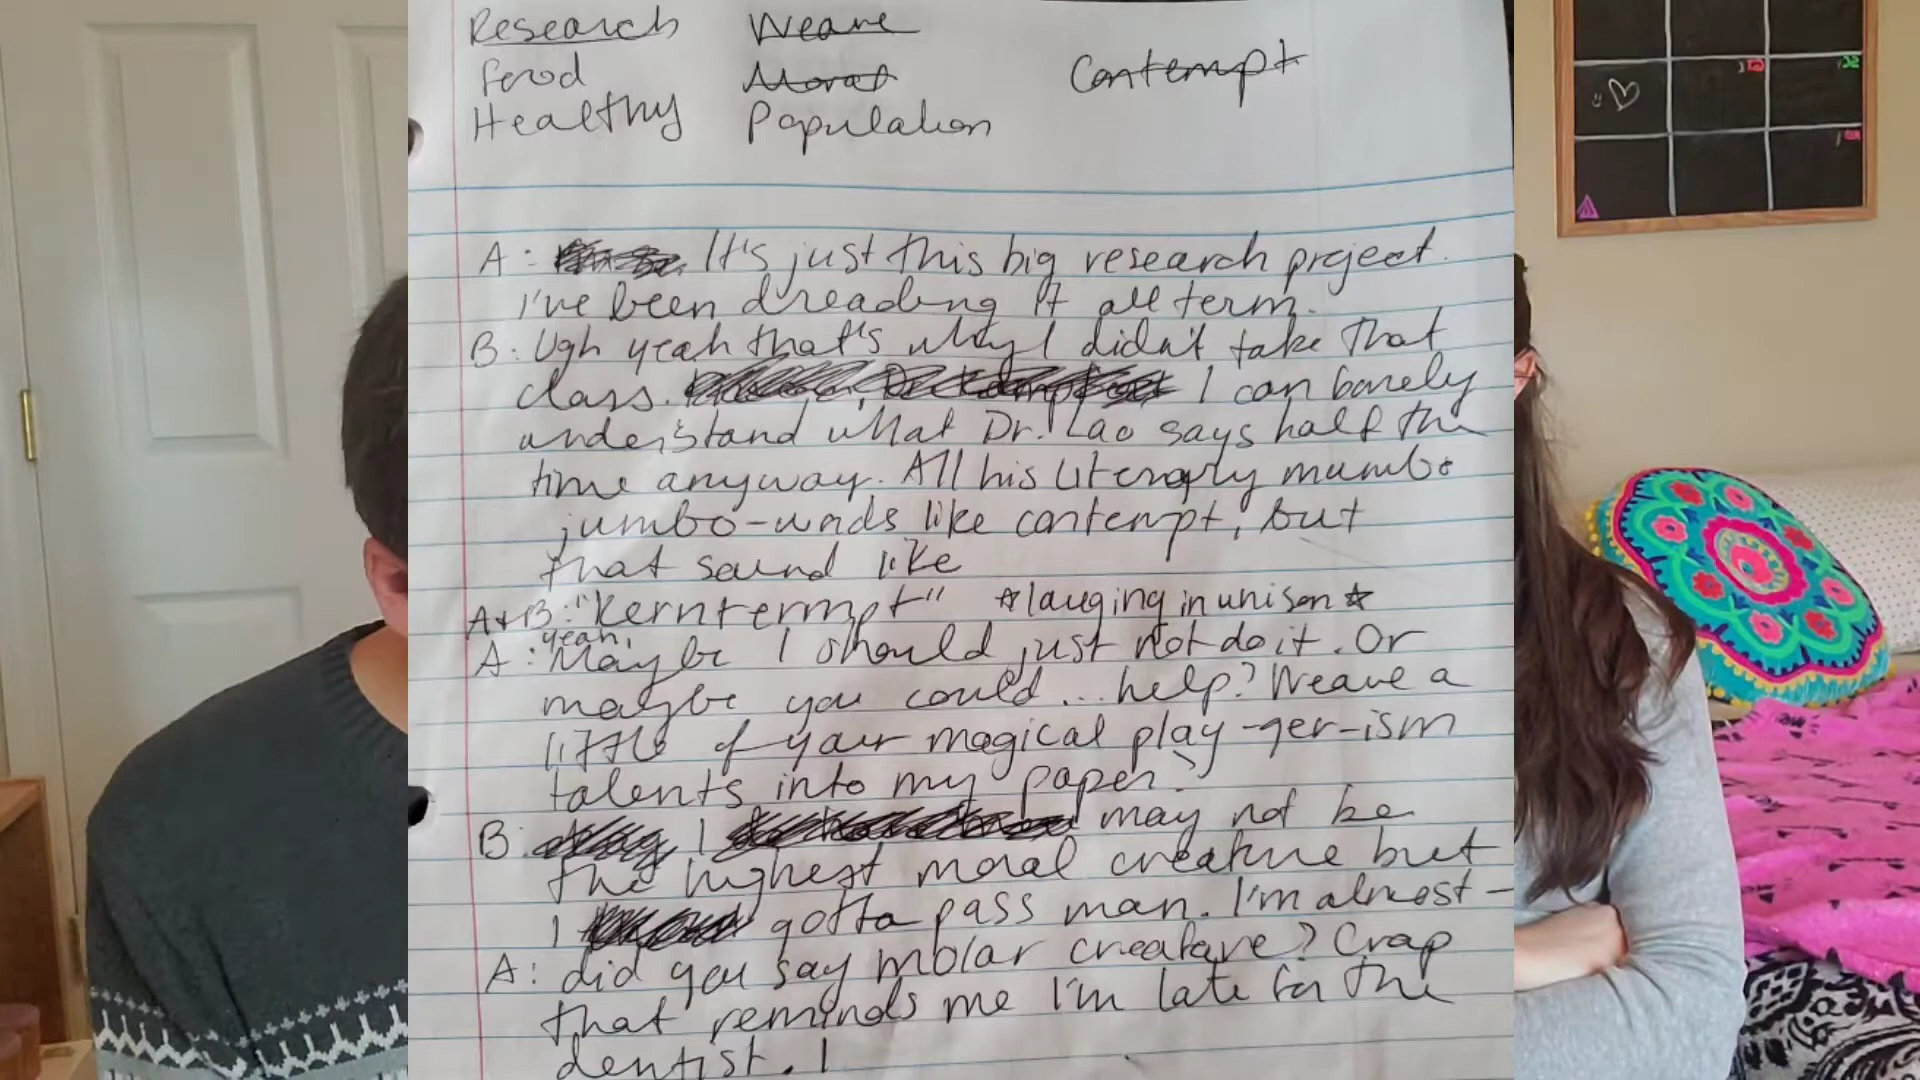 Research Weave
Food Moral Contempt
Healthy Population
A: It's just this big research project.
I've been dreading it all term.
B: Ugh yeah that's why I didn't take that
class. I can barely
understand what Dr. Lao says half the
time anyway. All his literary mumbo
jumbo-words like contempt, but
that sound like
A+B: "Kerntermpt" *lauging in unison*
yeah,
A: Maybe I should just not do it. Or
maybe you could... help? Weave a
little of your magical play-ger-ism
talents into my paper?
B: I may not be
the highest moral creature but
I gotta pass man. I'm almost-
A: did you say molar creature? Crap
that reminds me I'm late for the
dentist. I